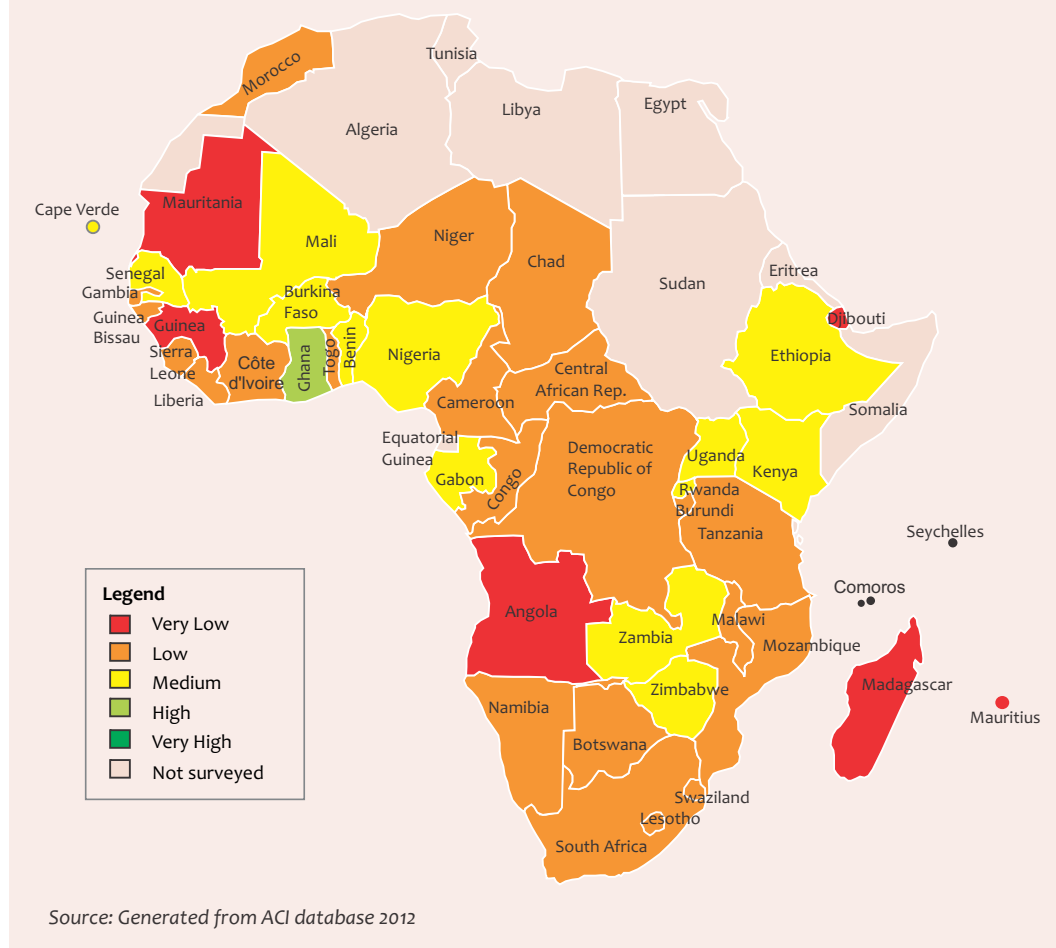 Tunisia
Morocco
Algeria
Libya
Egypt
Mauritania
Cape Verde
Mali
Niger
Chad
Sudan
Eritrea
Senegal
Gambia
Burkina
Faso
Guinea
Bissau
Guinea
Djibouti
Sierra
Leone
Liberia
Côte
d'Ivoire
Ghana
Togo
Benin
Nigeria
Ethiopia
Central
African Rep.
Cameroon
Somalia
Equatorial
Guinea
Gabon
Congo
Democratic
Republic of
Congo
Uganda
Kenya
Rwanda
Burundi
Tanzania
Seychelles
Comoros
Angola
Zambia
Malawi
Mozambique
Zimbabwe
Madagascar
Mauritius
Namibia
Botswana
Swaziland
Lesotho
South Africa
Legend
Very Low
Low
Medium
High
Very High
Not surveyed
Source: Generated from ACI database 2012